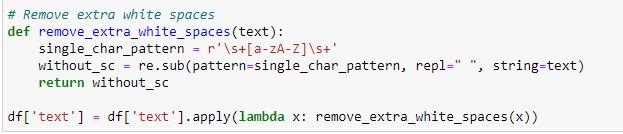 # Remove extra white spaces
def remove_extra_white_spaces(text):
    single_char_pattern = r'\s+[a-zA-Z]\s+'
    without_sc = re.sub(pattern=single_char_pattern, repl=" ", string=text)
    return without_sc
df['text'] = df['text'].apply(lambda x: remove_extra_white_spaces(x))